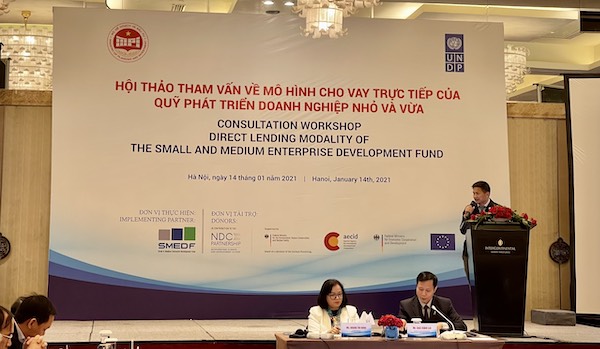 MPI
UN
DP
HỘI THẢO THAM VẤN VỀ MÔ HÌNH CHO VAY TRỰC TIẾP CỦA
QUỸ PHÁT TRIỂN DOANH NGHIỆP NHỎ VÀ VỪA
CONSULTATION WORKSHOP
DIRECT LENDING MODALITY OF
THE SMALL AND MEDIUM ENTERPRISE DEVELOPMENT FUND
Hà Nội, ngày 14 tháng 01 năm 2021 | Hanoi, January 14th, 2021
ĐƠN VỊ THỰC HIỆN:
IMPLEMENTING PARTNER:
SMEDF
ĐƠN VỊ TÀI TRỢ:
DONORS:
NDC
PARTNERSHIP
aecid
INTERCONTINENTAL